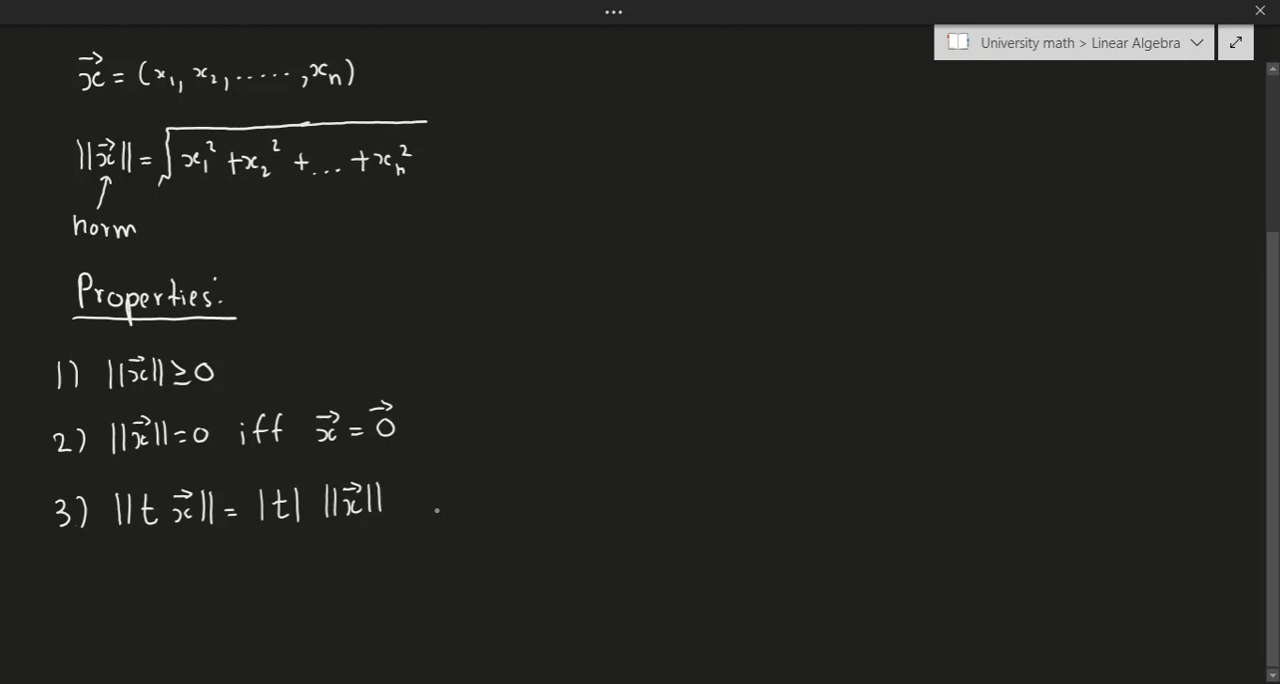 University math > Linear Algebra
x⃗ = (x₁, x₂, ....., xₙ)
||x⃗|| = √(x₁² + x₂² + ... + xₙ²)
norm
Properties:
1) ||x⃗|| ≥ 0
2) ||x⃗|| = 0 iff x⃗ = 0⃗
3) ||t x⃗|| = |t| ||x⃗||